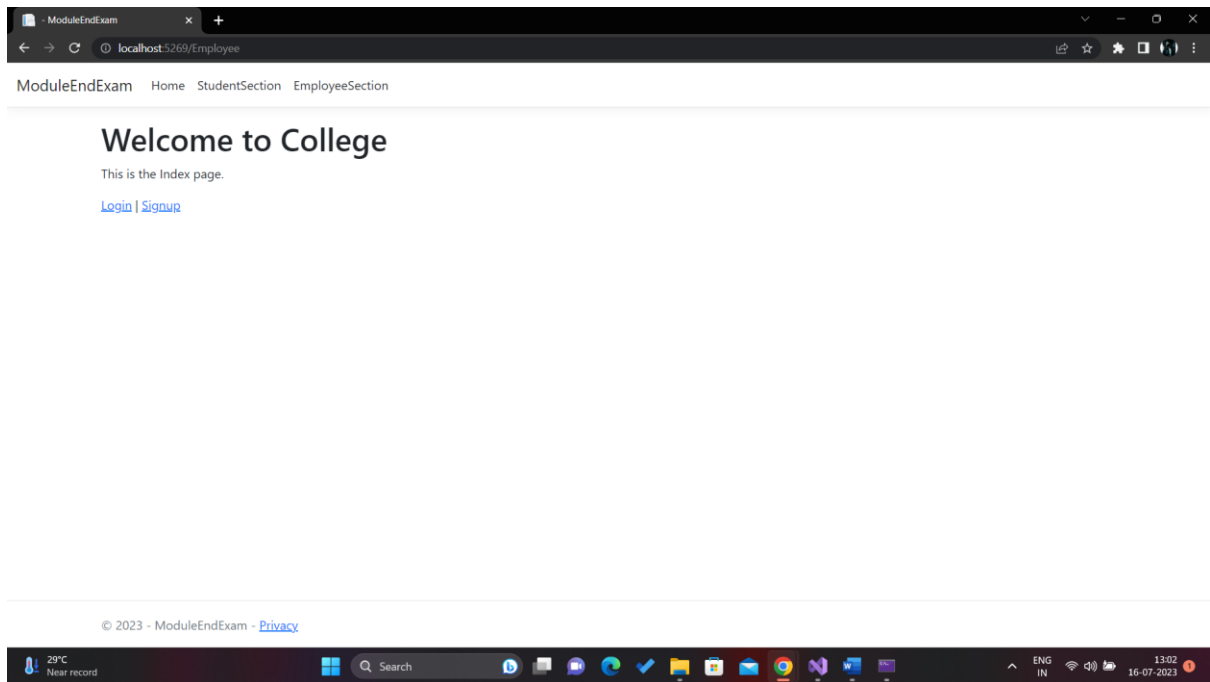 - ModuleEndExam
localhost:5269/Employee
ModuleEndExam Home StudentSection EmployeeSection
Welcome to College
This is the Index page.
Login | Signup
© 2023 - ModuleEndExam - Privacy
29°C
Near record
Search
ENG
IN
13:02
16-07-2023
1